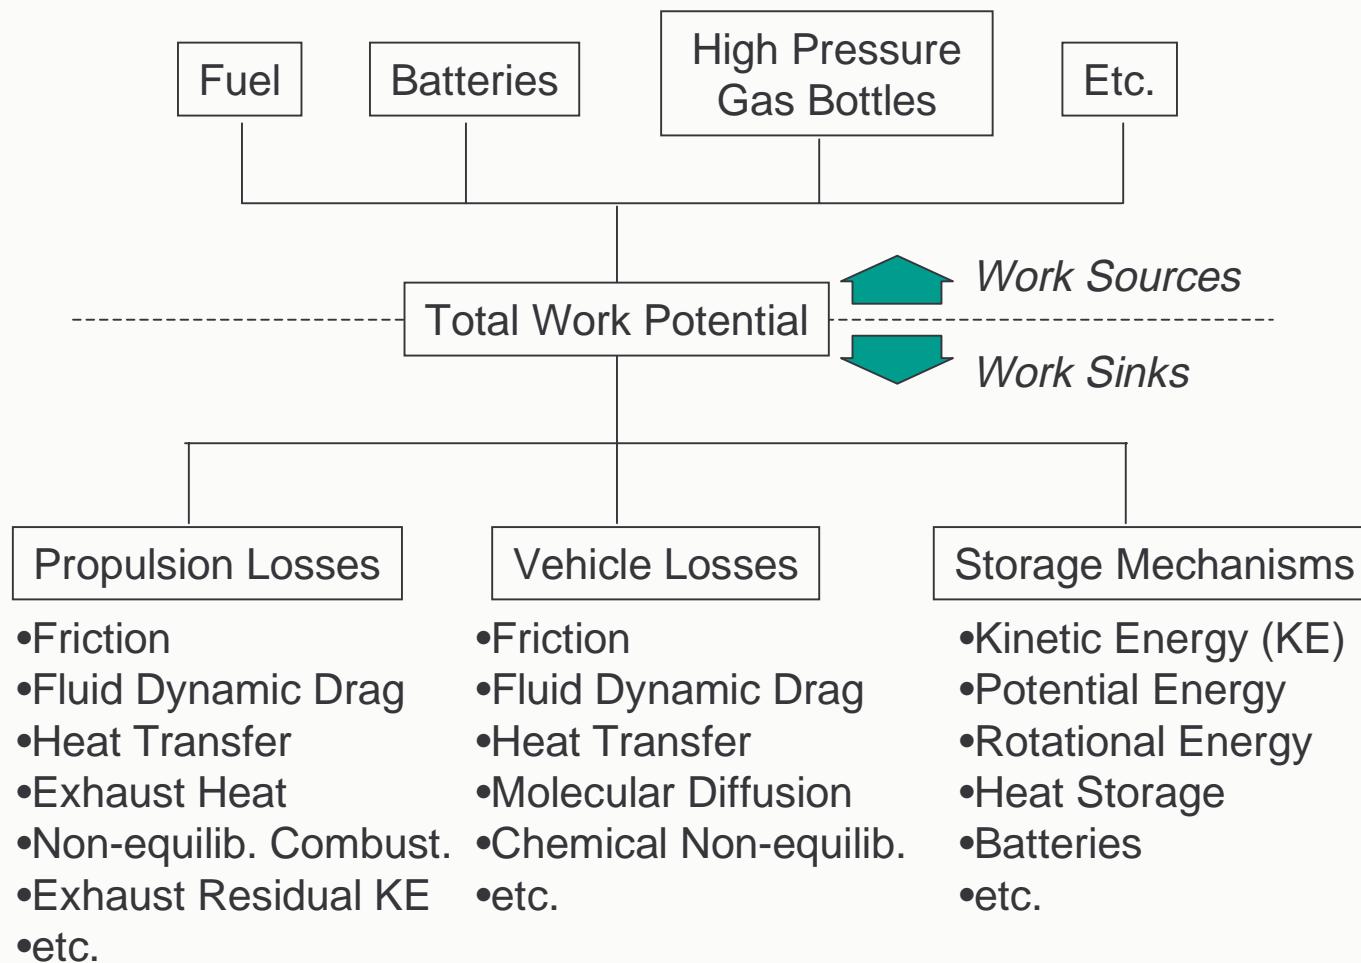 Fuel
Batteries
High Pressure
Gas Bottles
Etc.
Work Sources
Total Work Potential
Work Sinks
Propulsion Losses
•Friction
•Fluid Dynamic Drag
•Heat Transfer
•Exhaust Heat
•Non-equilib. Combust.
•Exhaust Residual KE
•etc.
Vehicle Losses
•Friction
•Fluid Dynamic Drag
•Heat Transfer
•Molecular Diffusion
•Chemical Non-equilib.
•etc.
Storage Mechanisms
•Kinetic Energy (KE)
•Potential Energy
•Rotational Energy
•Heat Storage
•Batteries
•etc.